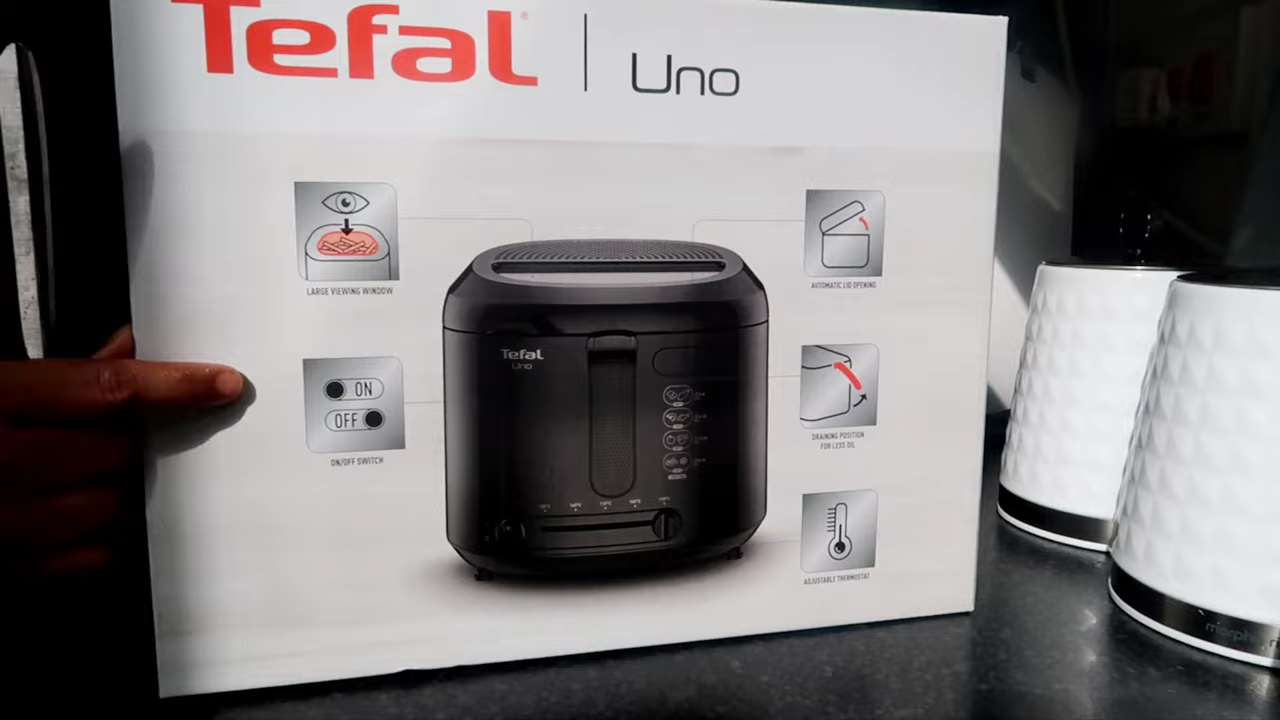 Tefal
Uno
LARGE VIEWING WINDOW
AUTOMATIC LID OPENING
Tefal
Uno
ON
OFF
ON/OFF SWITCH
DRAINING POSITION
FOR LESS OIL
ADJUSTABLE THERMOSTAT